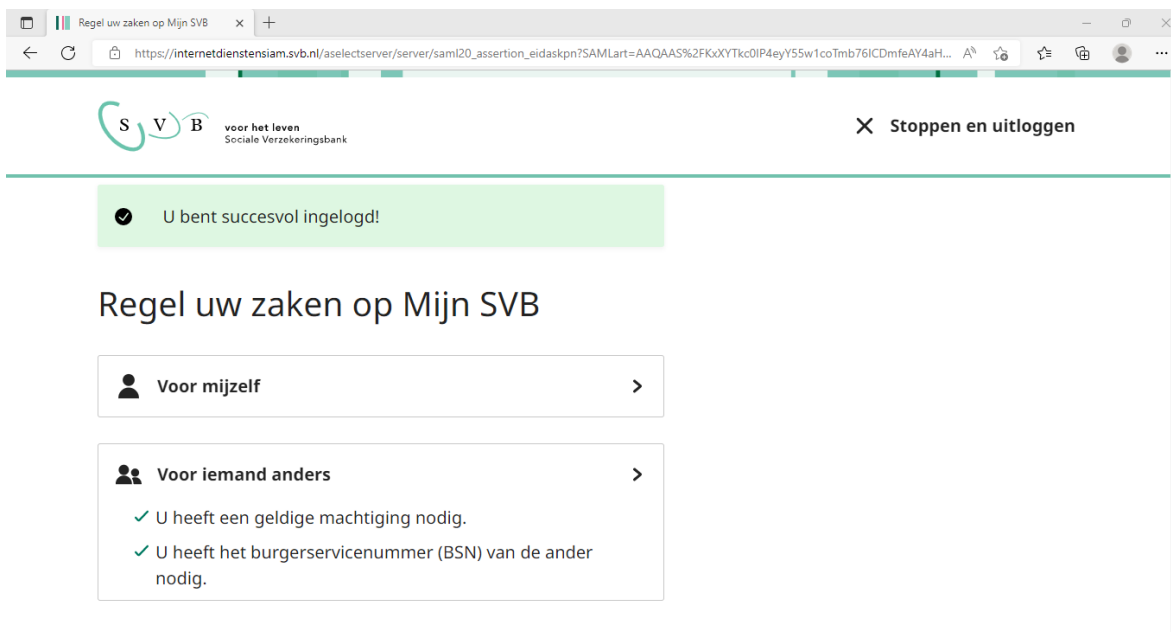 Regel uw zaken op Mijn SVB
https://internetdienstensiam.svb.nl/aselectserver/server/saml20_assertion_eidaskpn?SAMLart=AAQAAS%2FKxXYTkc0IP4eyY55w1coTmb76ICDmfeAY4aH...
S V B
voor het leven
Sociale Verzekeringsbank
Stoppen en uitloggen
U bent succesvol ingelogd!
Regel uw zaken op Mijn SVB
Voor mijzelf
Voor iemand anders
U heeft een geldige machtiging nodig.
U heeft het burgerservicenummer (BSN) van de ander
nodig.